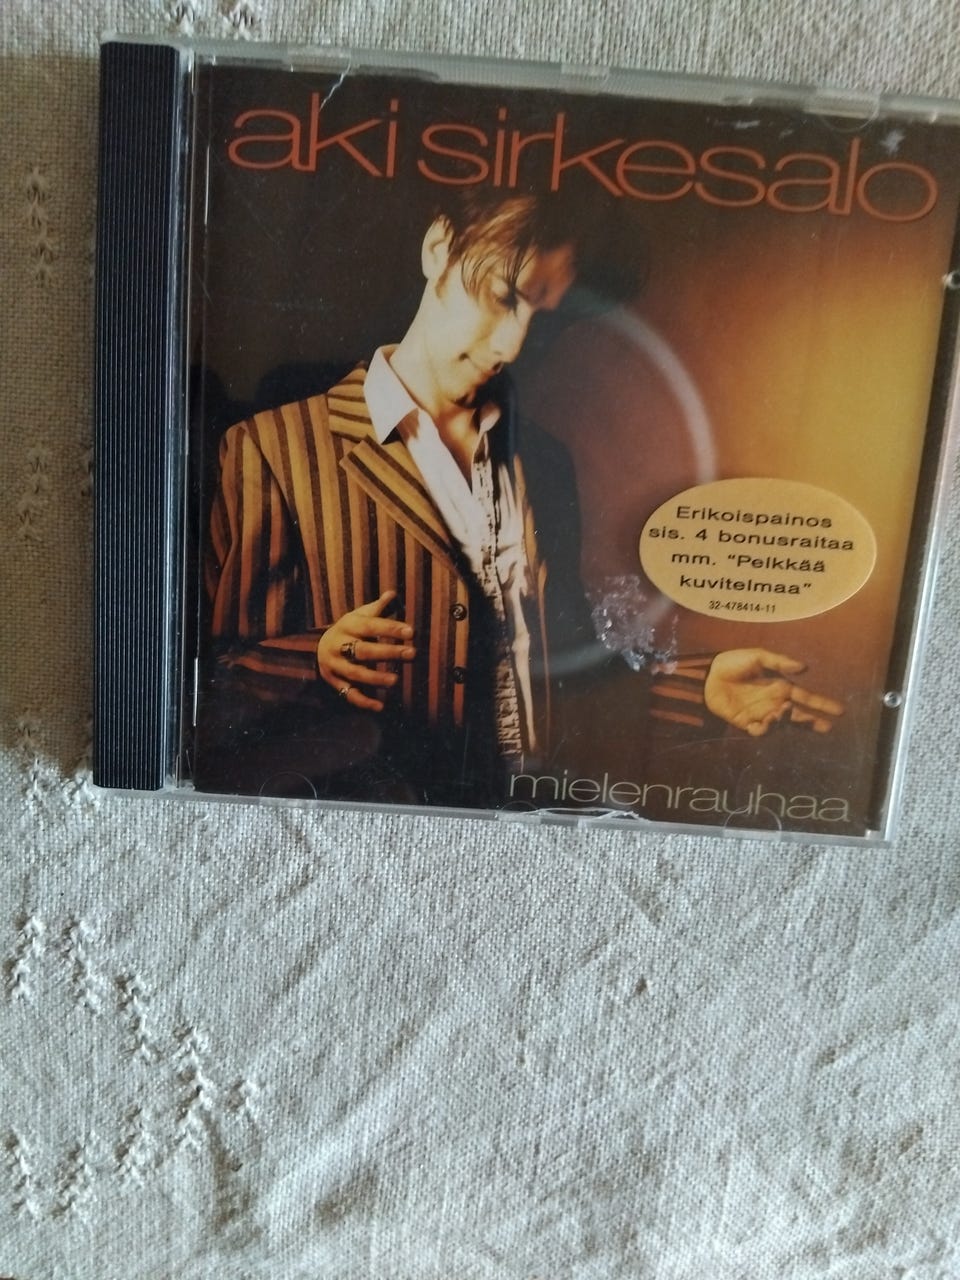 aki sirkesalo
Erikoispainos
sis. 4 bonusraitaa
mm. "Pelkkää
kuvitelmaa"
32-478414-11
mielenrauhaa